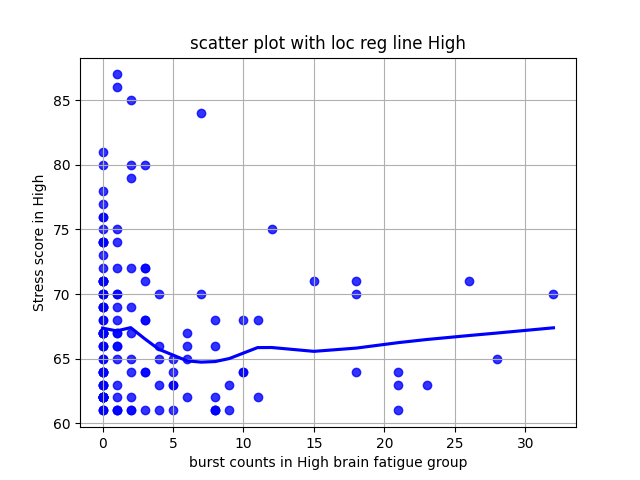 scatter plot with loc reg line High
85
80
75
70
65
60
Stress score in High
0 5 10 15 20 25 30
burst counts in High brain fatigue group